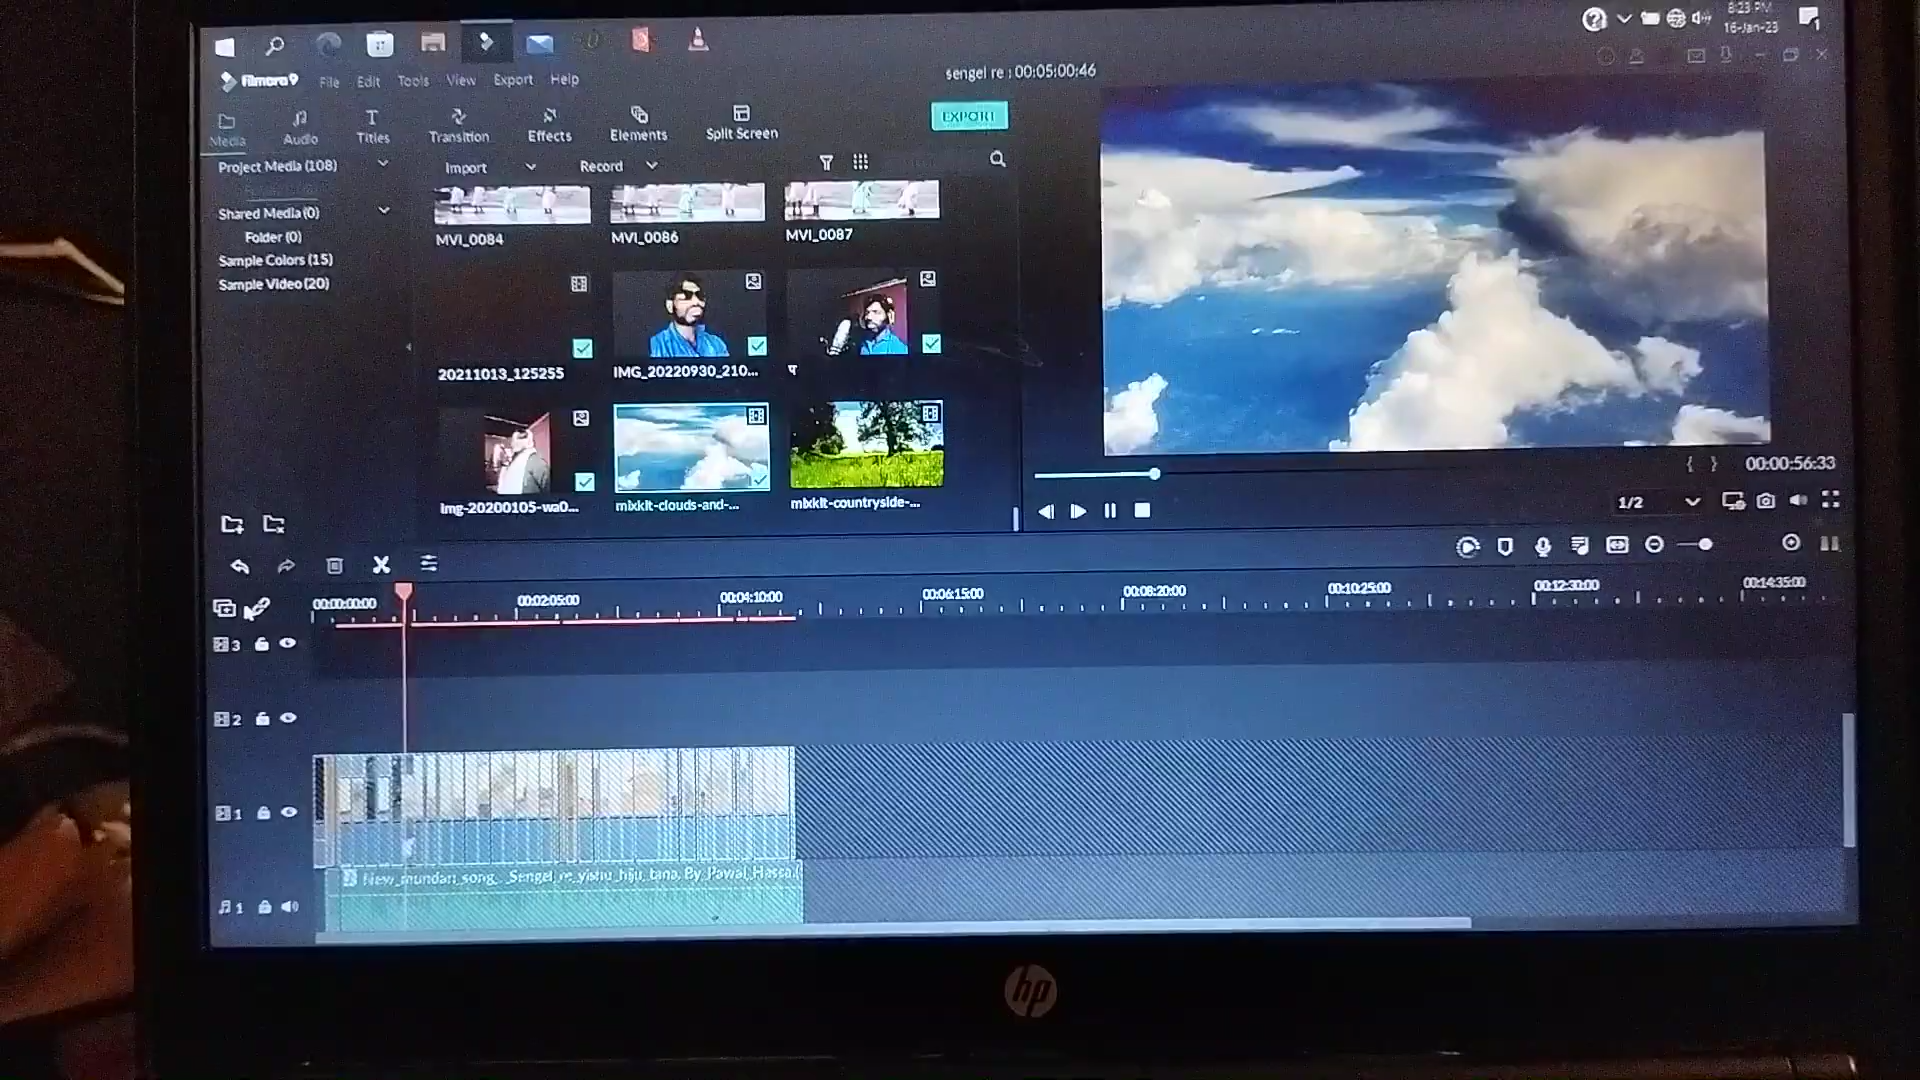 8:23 PM
16-Jan-23
1
filmora9 File Edit Tools View Export Help
sengel re : 00:05:00:46
Media Audio Titles Transition Effects Elements Split Screen
EXPORT
Project Media (108)
Import Record
Shared Media (0)
Folder (0)
Sample Colors (15)
Sample Video (20)
MVI_0084 MVI_0086 MVI_0087
20211013_125255 IMG_20220930_210... प
img-20200105-wa0... mixkit-clouds-and-... mixkit-countryside-...
{ } 00:00:56:33
1/2
00:00:00:00 00:02:05:00 00:04:10:00 00:06:15:00 00:08:20:00 00:10:25:00 00:12:30:00 00:14:35:00
3
2
1
New_mundari_song_._Sengel_re_yishu_hiju_tana. By_Pawal_Hassa.(
1
hp